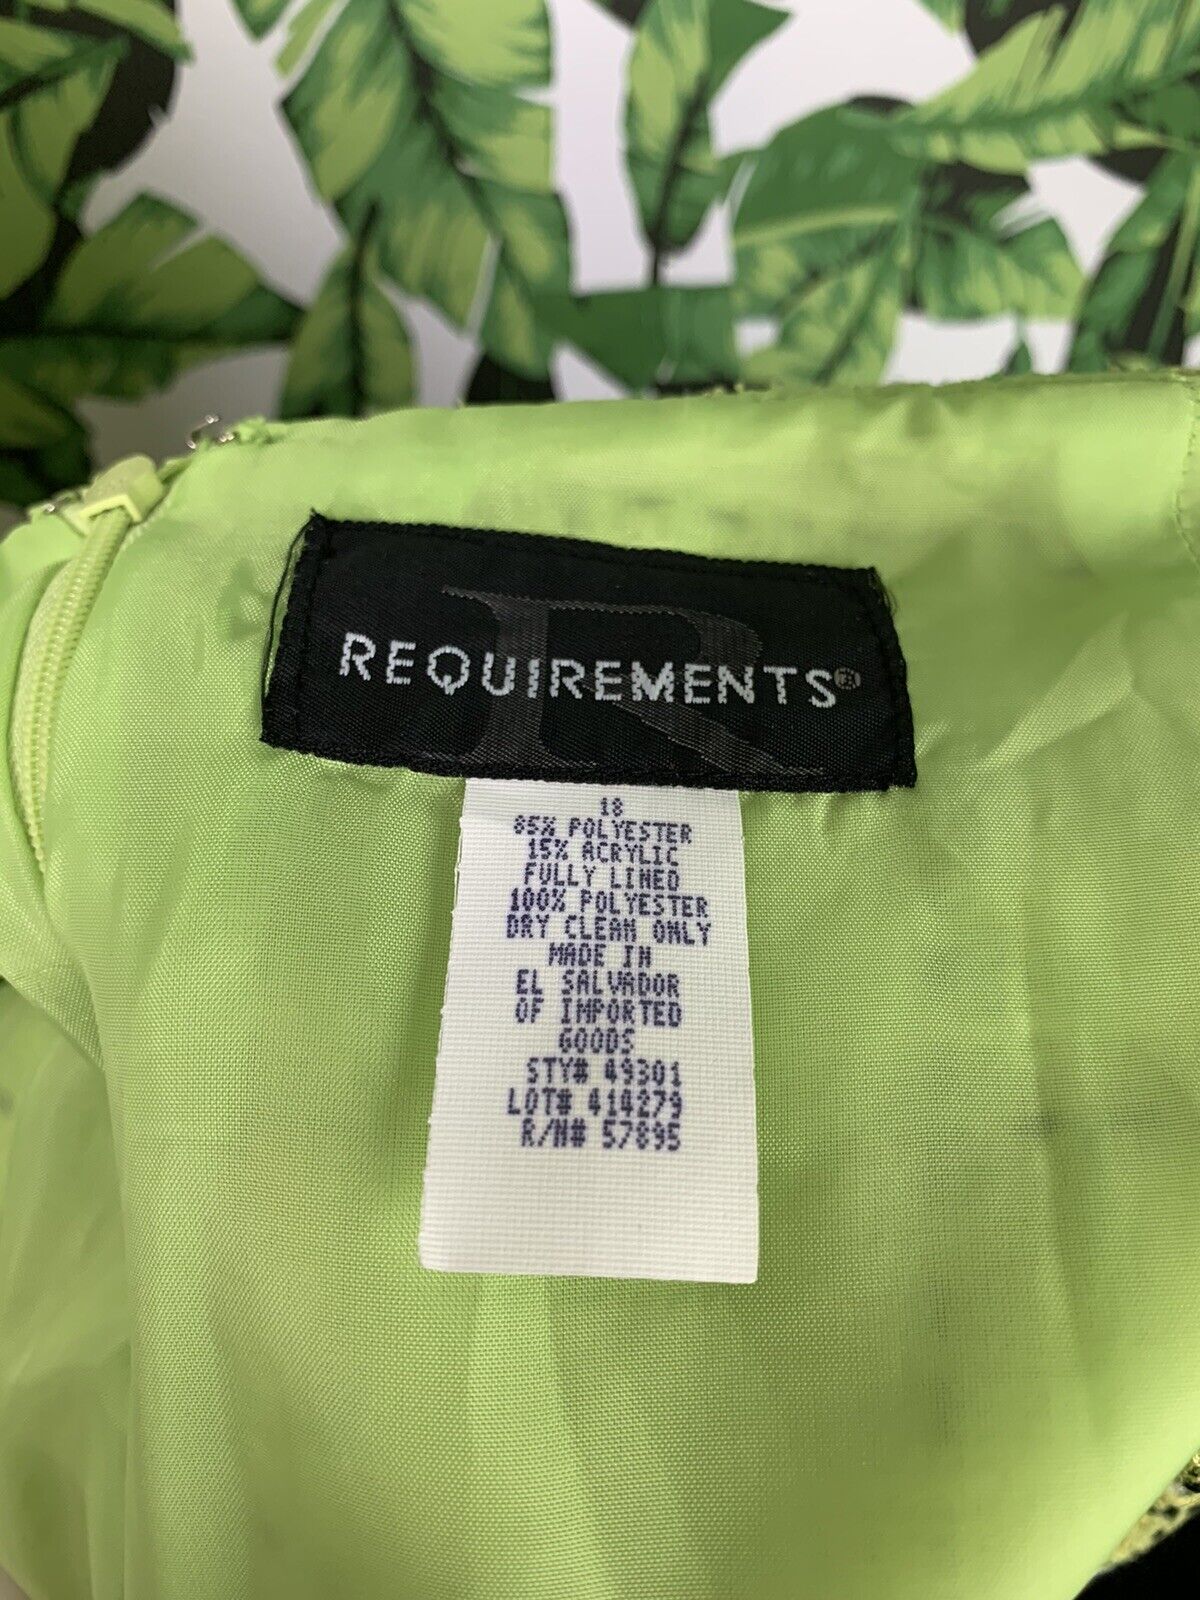 REQUIREMENTS®
18
85% POLYESTER
15% ACRYLIC
FULLY LINED
100% POLYESTER
DRY CLEAN ONLY
MADE IN
EL SALVADOR
OF IMPORTED
GOODS
STY# 49301
LOT# 414279
R/N# 57895